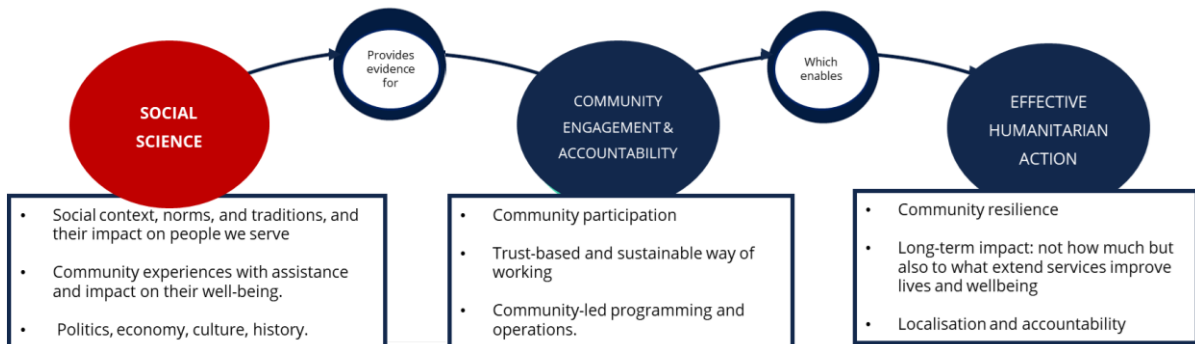 SOCIAL
SCIENCE
Provides
evidence
for
COMMUNITY
ENGAGEMENT &
ACCOUNTABILITY
Which
enables
EFFECTIVE
HUMANITARIAN
ACTION
• Social context, norms, and traditions, and
their impact on people we serve
• Community experiences with assistance
and impact on their well-being.
• Politics, economy, culture, history.
• Community participation
• Trust-based and sustainable way of
working
• Community-led programming and
operations.
• Community resilience
• Long-term impact: not how much but
also to what extend services improve
lives and wellbeing
• Localisation and accountability